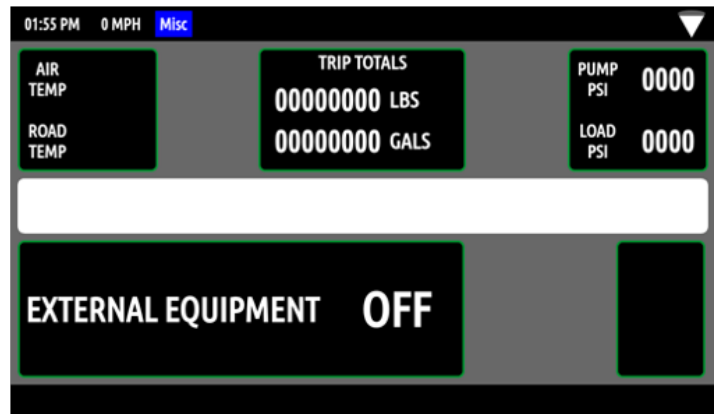 01:55 PM 0 MPH Misc
AIR
TEMP
ROAD
TEMP
TRIP TOTALS
00000000 LBS
00000000 GALS
PUMP
PSI 0000
LOAD
PSI 0000
EXTERNAL EQUIPMENT OFF